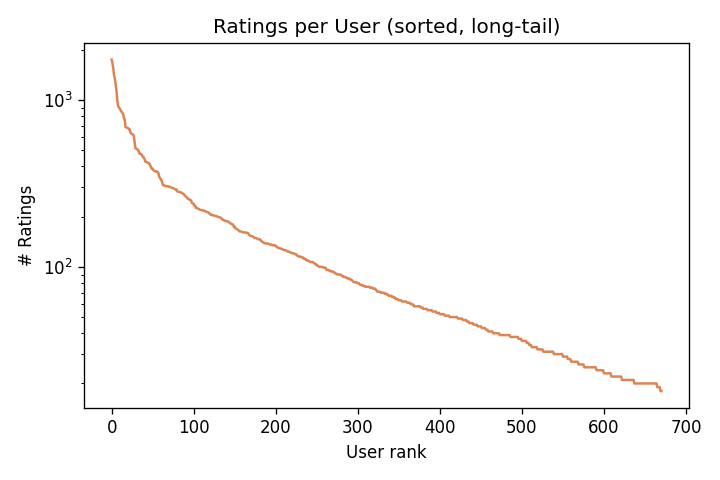 Ratings per User (sorted, long-tail)
# Ratings
10³
10²
0 100 200 300 400 500 600 700
User rank